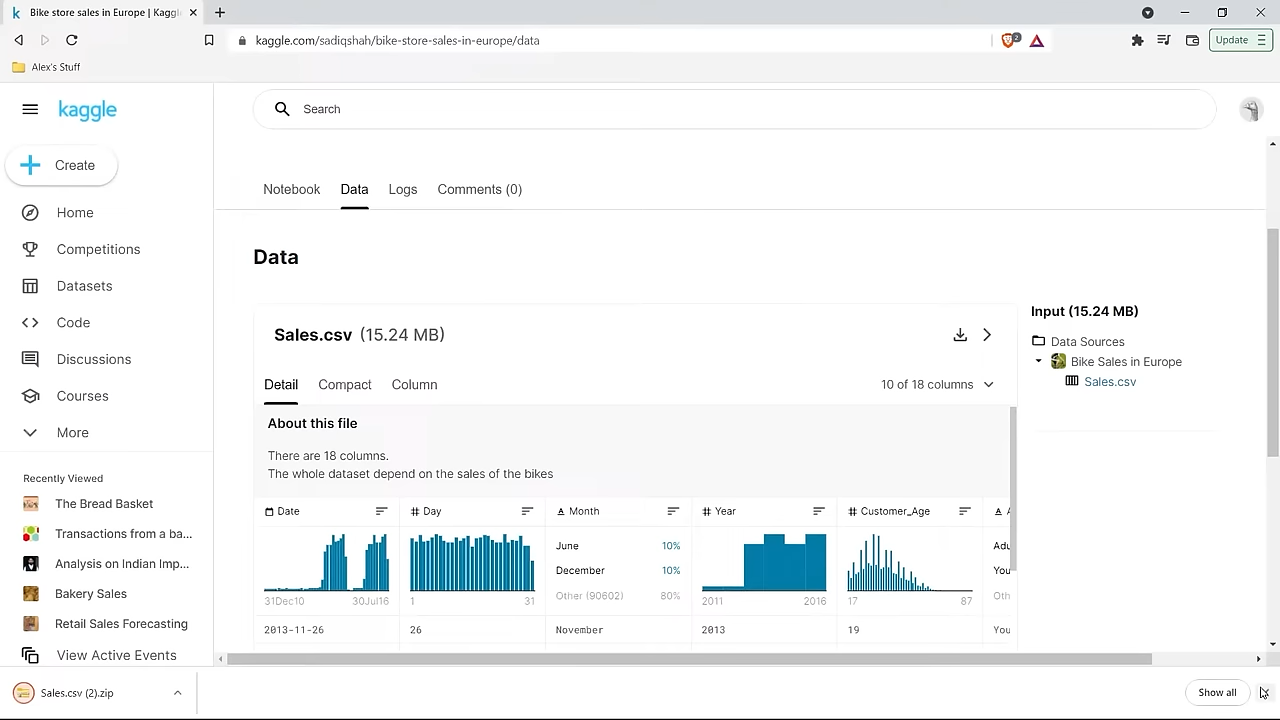 Bike store sales in Europe | Kaggl
kaggle.com/sadiqshah/bike-store-sales-in-europe/data
2
Update
Alex's Stuff
kaggle
Search
Create
Home
Competitions
Datasets
Code
Discussions
Courses
More
Recently Viewed
The Bread Basket
Transactions from a ba...
Analysis on Indian Imp...
Bakery Sales
Retail Sales Forecasting
View Active Events
Notebook Data Logs Comments (0)
Data
Sales.csv (15.24 MB)
Detail Compact Column 10 of 18 columns
About this file
There are 18 columns.
The whole dataset depend on the sales of the bikes
Date # Day A Month # Year # Customer_Age A A
June 10% Adu
December 10% You
Other (90602) 80% Oth
31Dec10 30Jul16 1 31 2011 2016 17 87
2013-11-26 26 November 2013 19 You
Input (15.24 MB)
Data Sources
Bike Sales in Europe
Sales.csv
Sales.csv (2).zip
Show all